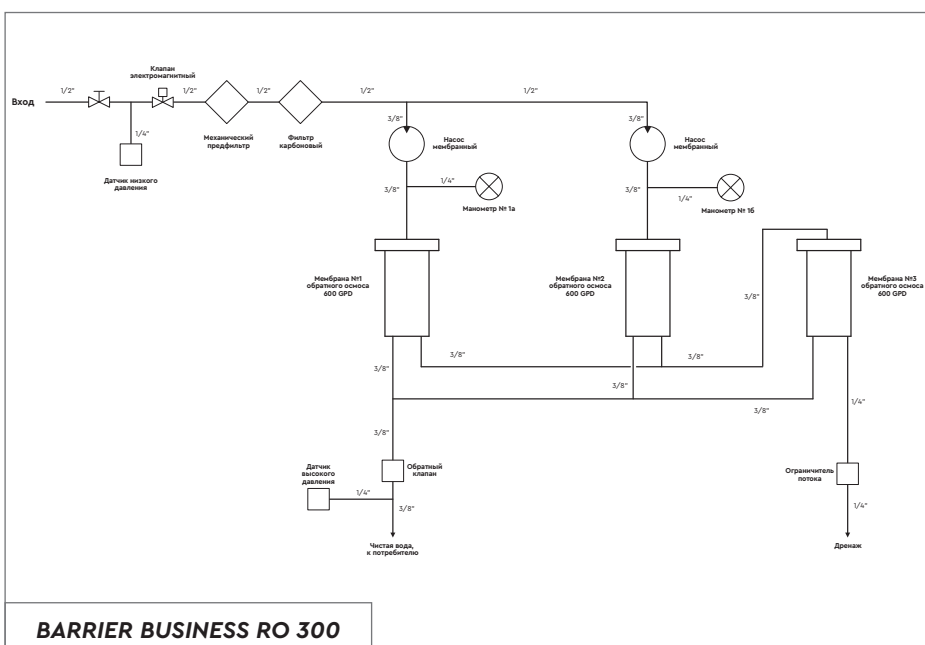 Клапан
электромагнитный
1/2"
1/2"
1/2"
1/2"
1/2"
Вход
1/4"
3/8"
3/8"
Механический
предфильтр
Фильтр
карбоновый
Насос
мембранный
Насос
мембранный
Датчик низкого
давления
3/8"
1/4"
3/8"
1/4"
Манометр № 1а
Манометр № 1б
Мембрана №1
обратного осмоса
600 GPD
Мембрана №2
обратного осмоса
600 GPD
Мембрана №3
обратного осмоса
600 GPD
3/8"
3/8"
3/8"
3/8"
3/8"
3/8"
1/4"
3/8"
Датчик
высокого
давления
Обратный
клапан
Ограничитель
потока
1/4"
3/8"
1/4"
Чистая вода,
к потребителю
Дренаж
BARRIER BUSINESS RO 300